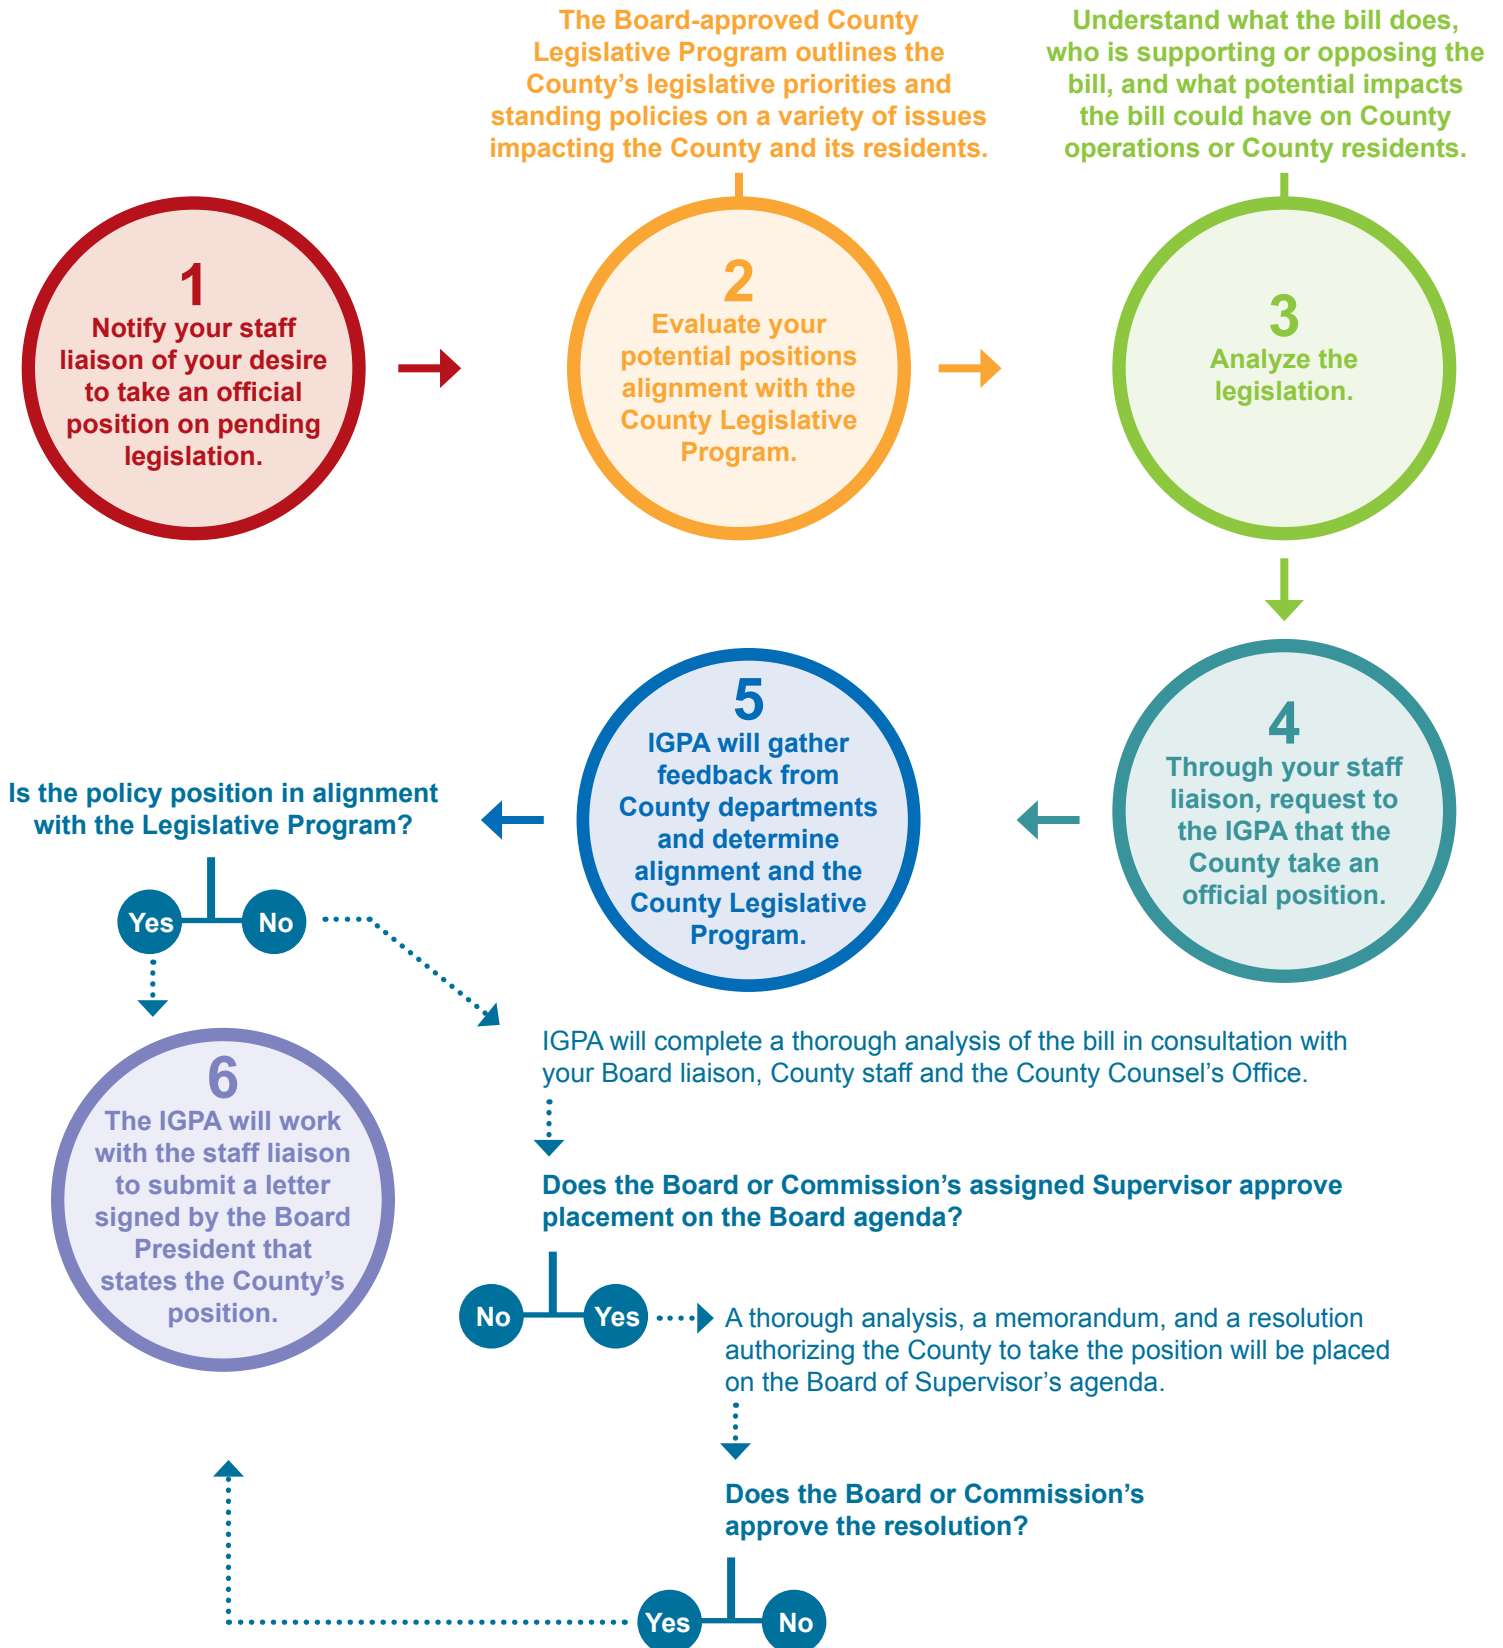 The Board-approved County
Legislative Program outlines the
County’s legislative priorities and
standing policies on a variety of issues
impacting the County and its residents.
Understand what the bill does,
who is supporting or opposing the
bill, and what potential impacts
the bill could have on County
operations or County residents.
1
Notify your staff
liaison of your desire
to take an official
position on pending
legislation.
2
Evaluate your
potential positions
alignment with the
County Legislative
Program.
3
Analyze the
legislation.
4
Through your staff
liaison, request to
the IGPA that the
County take an
official position.
5
IGPA will gather
feedback from
County departments
and determine
alignment and the
County Legislative
Program.
Is the policy position in alignment
with the Legislative Program?
Yes
No
6
The IGPA will work
with the staff liaison
to submit a letter
signed by the Board
President that
states the County’s
position.
IGPA will complete a thorough analysis of the bill in consultation with
your Board liaison, County staff and the County Counsel’s Office.
Does the Board or Commission’s assigned Supervisor approve
placement on the Board agenda?
No
Yes
A thorough analysis, a memorandum, and a resolution
authorizing the County to take the position will be placed
on the Board of Supervisor’s agenda.
Does the Board or Commission’s
approve the resolution?
Yes
No